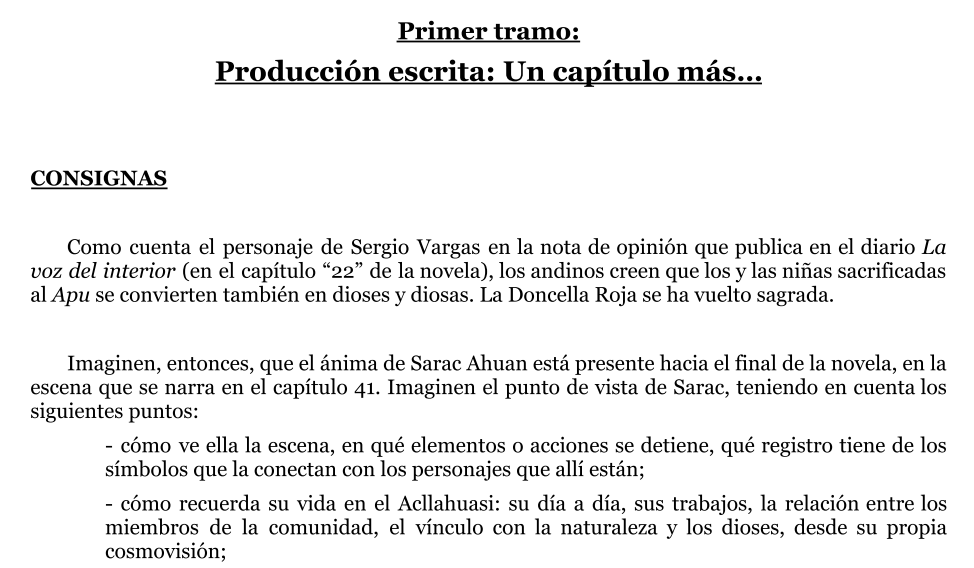 Primer tramo:
Producción escrita: Un capítulo más...
CONSIGNAS
Como cuenta el personaje de Sergio Vargas en la nota de opinión que publica en el diario La
voz del interior (en el capítulo “22” de la novela), los andinos creen que los y las niñas sacrificadas
al Apu se convierten también en dioses y diosas. La Doncella Roja se ha vuelto sagrada.
Imaginen, entonces, que el ánima de Sarac Ahuan está presente hacia el final de la novela, en la
escena que se narra en el capítulo 41. Imaginen el punto de vista de Sarac, teniendo en cuenta los
siguientes puntos:
- cómo ve ella la escena, en qué elementos o acciones se detiene, qué registro tiene de los
símbolos que la conectan con los personajes que allí están;
- cómo recuerda su vida en el Acllahuasi: su día a día, sus trabajos, la relación entre los
miembros de la comunidad, el vínculo con la naturaleza y los dioses, desde su propia
cosmovisión;